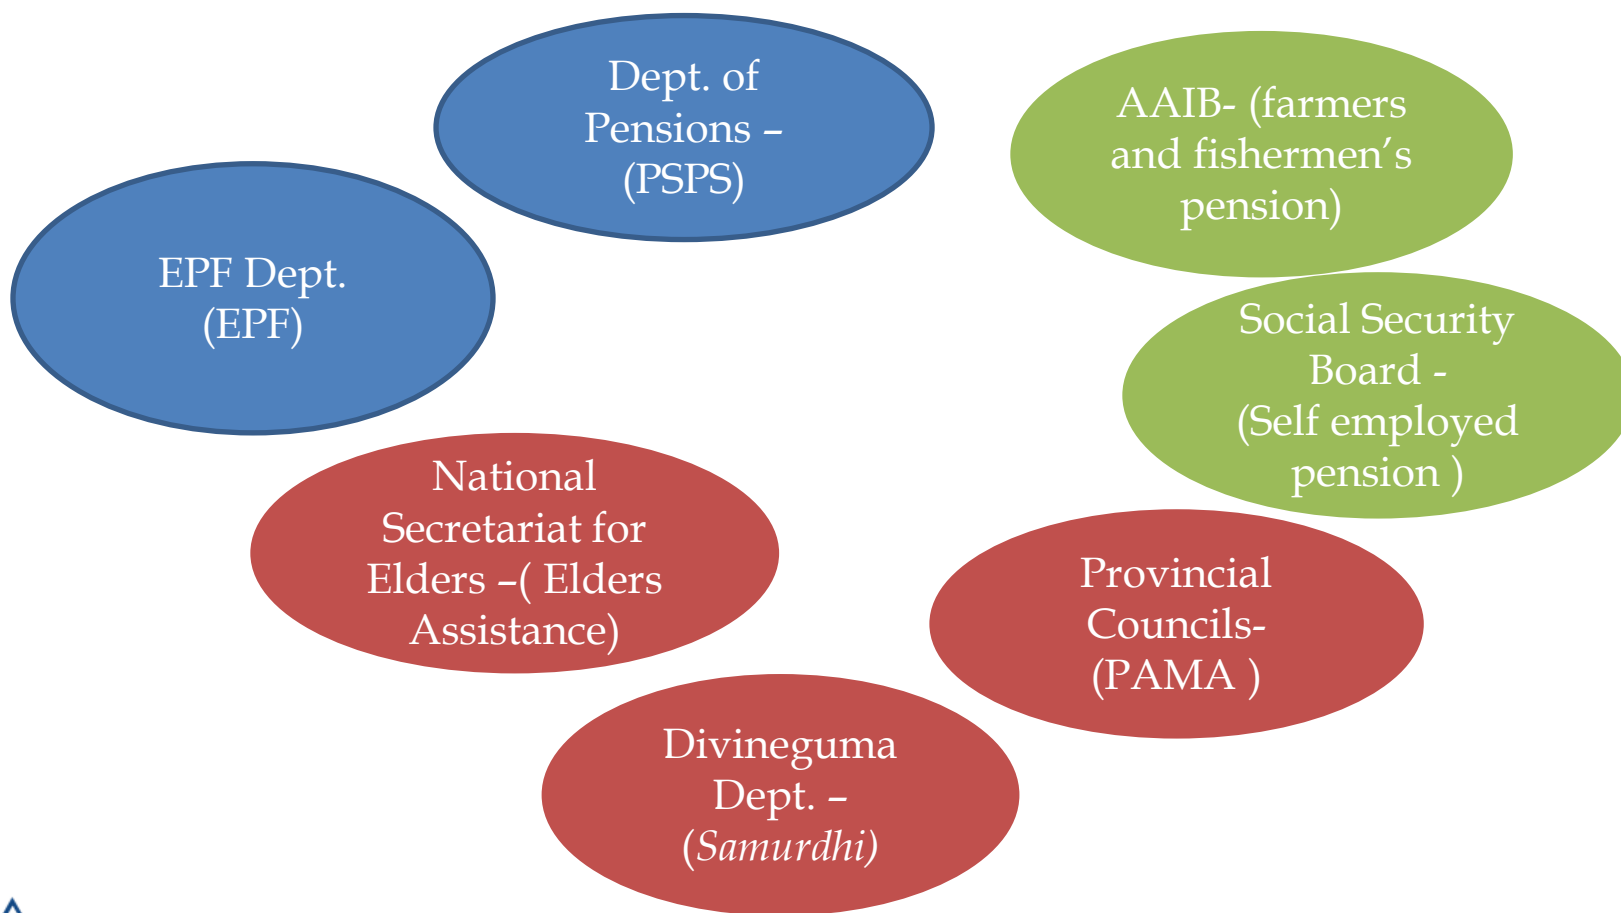 Dept. of
Pensions –
(PSPS)
AAIB- (farmers
and fishermen’s
pension)
EPF Dept.
(EPF)
Social Security
Board -
(Self employed
pension )
National
Secretariat for
Elders –( Elders
Assistance)
Provincial
Councils-
(PAMA )
Divineguma
Dept. –
(Samurdhi)